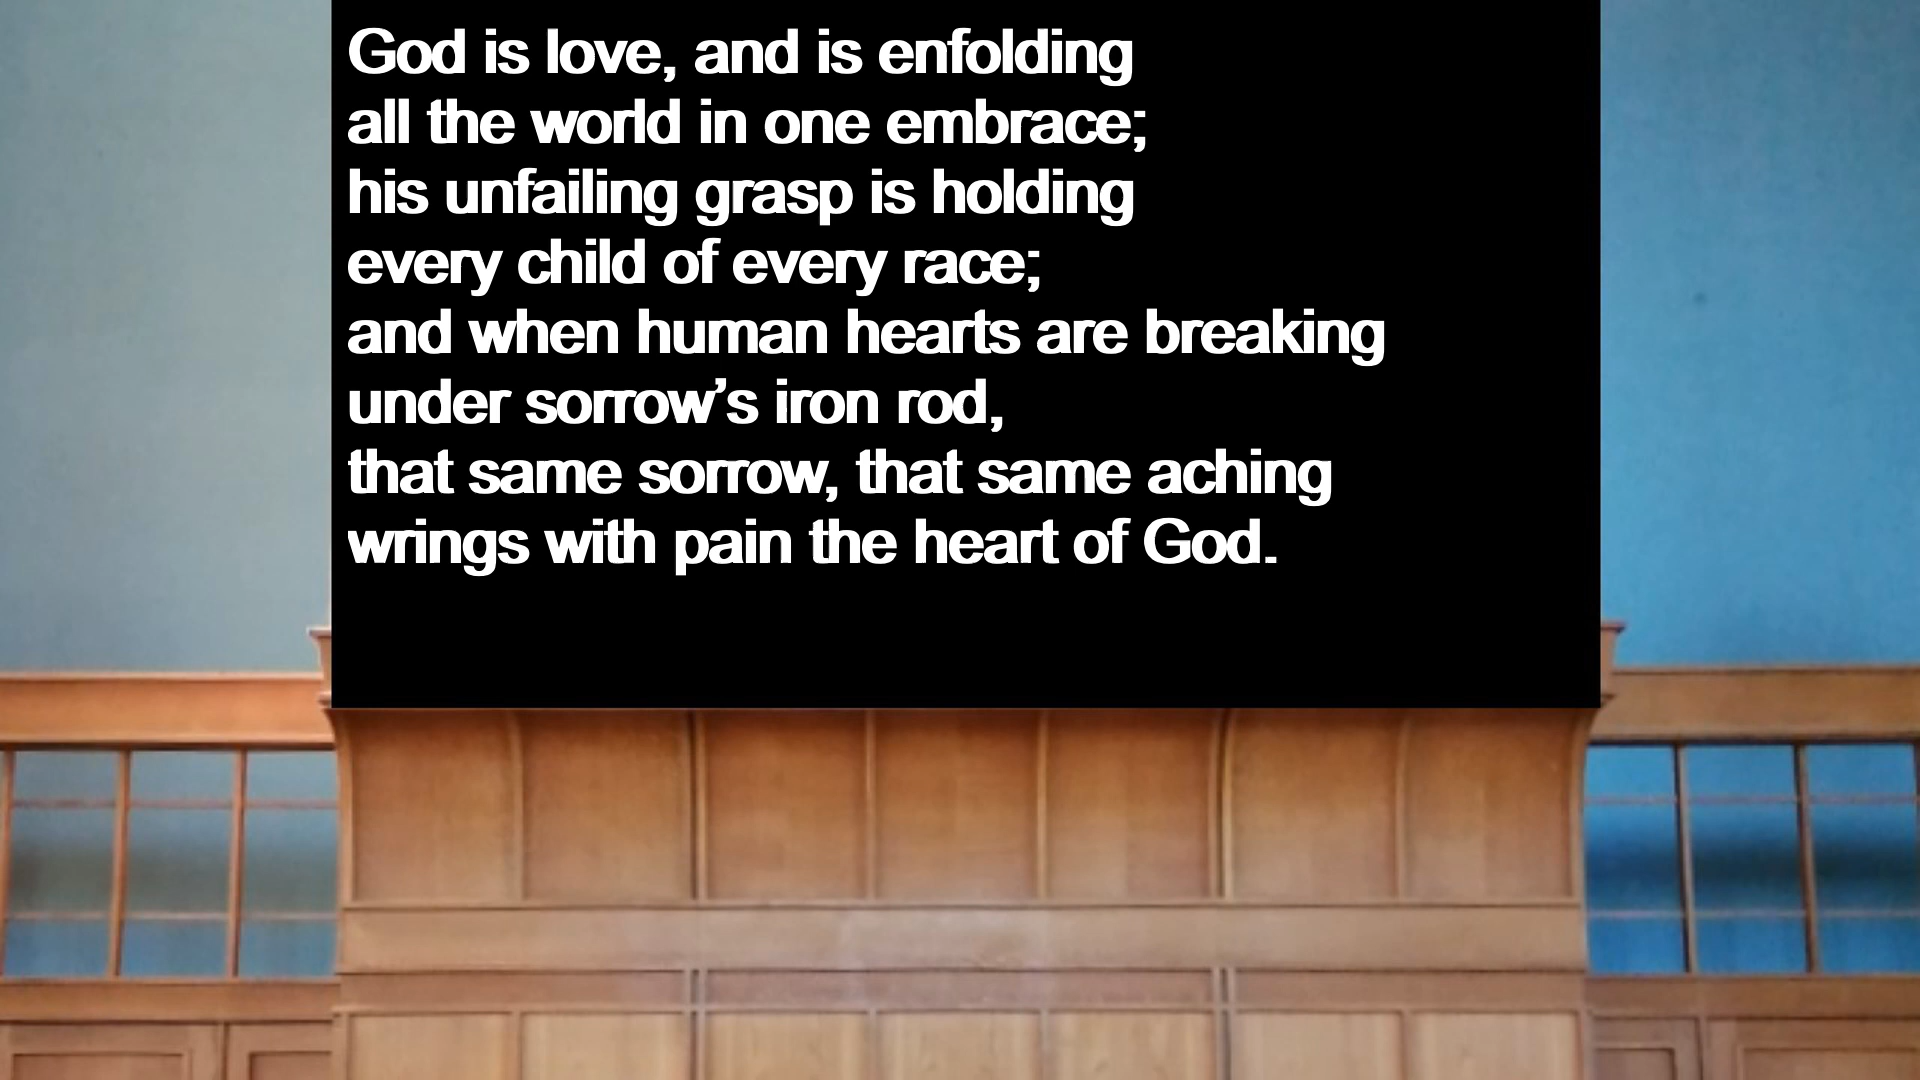 God is love, and is enfolding
all the world in one embrace;
his unfailing grasp is holding
every child of every race;
and when human hearts are breaking
under sorrow’s iron rod,
that same sorrow, that same aching
wrings with pain the heart of God.